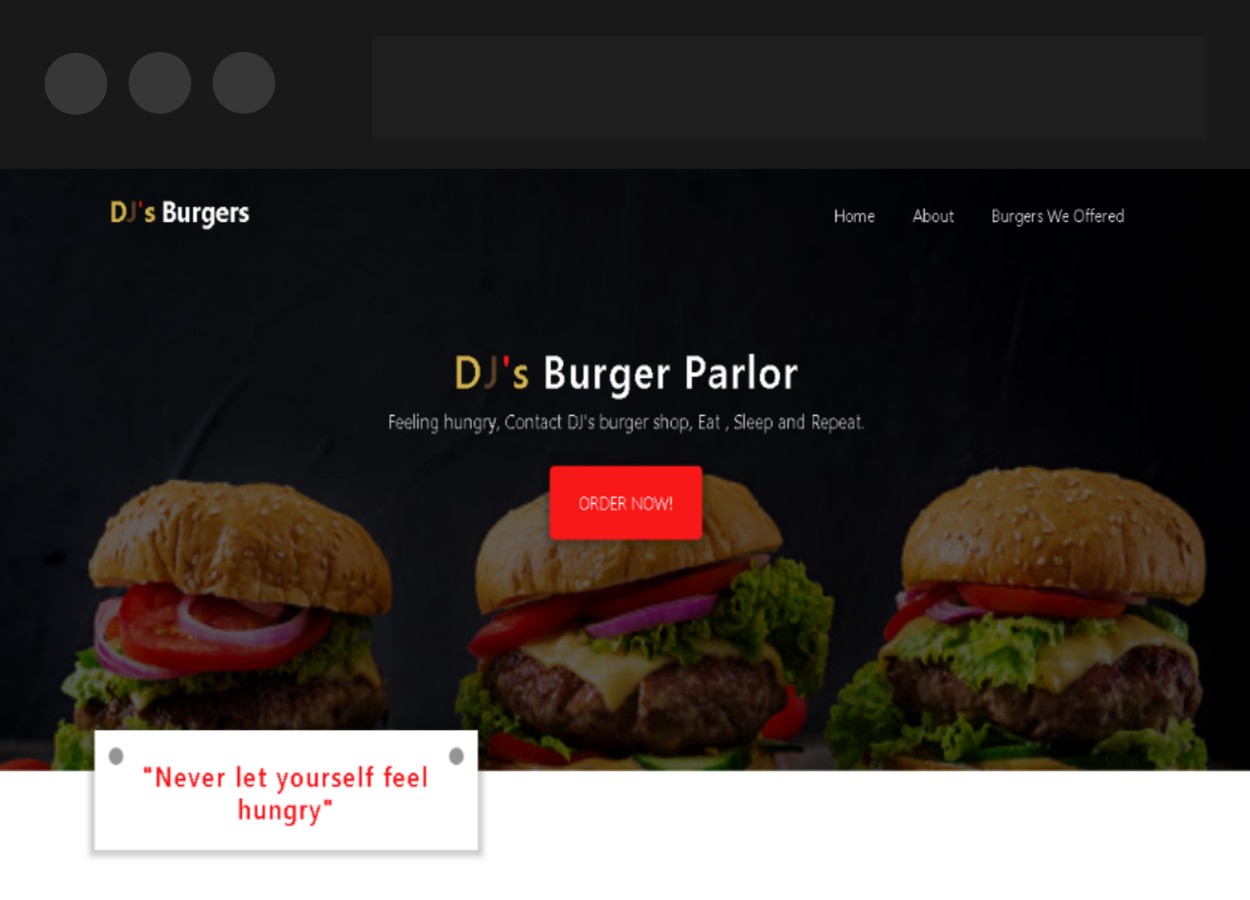 DJ's Burgers
Home About Burgers We Offered
DJ's Burger Parlor
Feeling hungry, Contact DJ's burger shop, Eat , Sleep and Repeat.
ORDER NOW!
"Never let yourself feel
hungry"